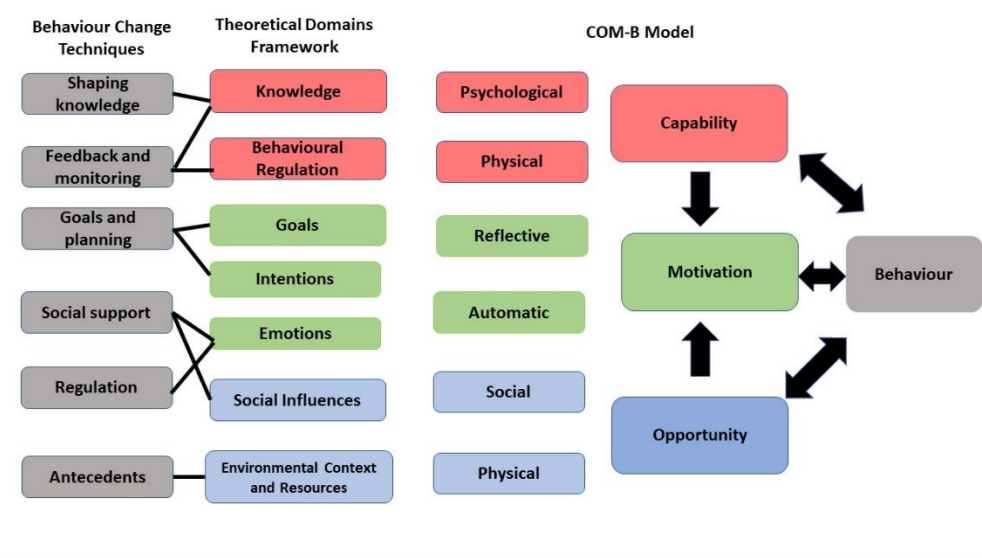 Behaviour Change
Techniques
Theoretical Domains
Framework
COM-B Model
Shaping
knowledge
Knowledge
Psychological
Capability
Feedback and
monitoring
Behavioural
Regulation
Physical
Goals and
planning
Goals
Reflective
Intentions
Motivation
Behaviour
Social support
Emotions
Automatic
Regulation
Social Influences
Social
Opportunity
Antecedents
Environmental Context
and Resources
Physical